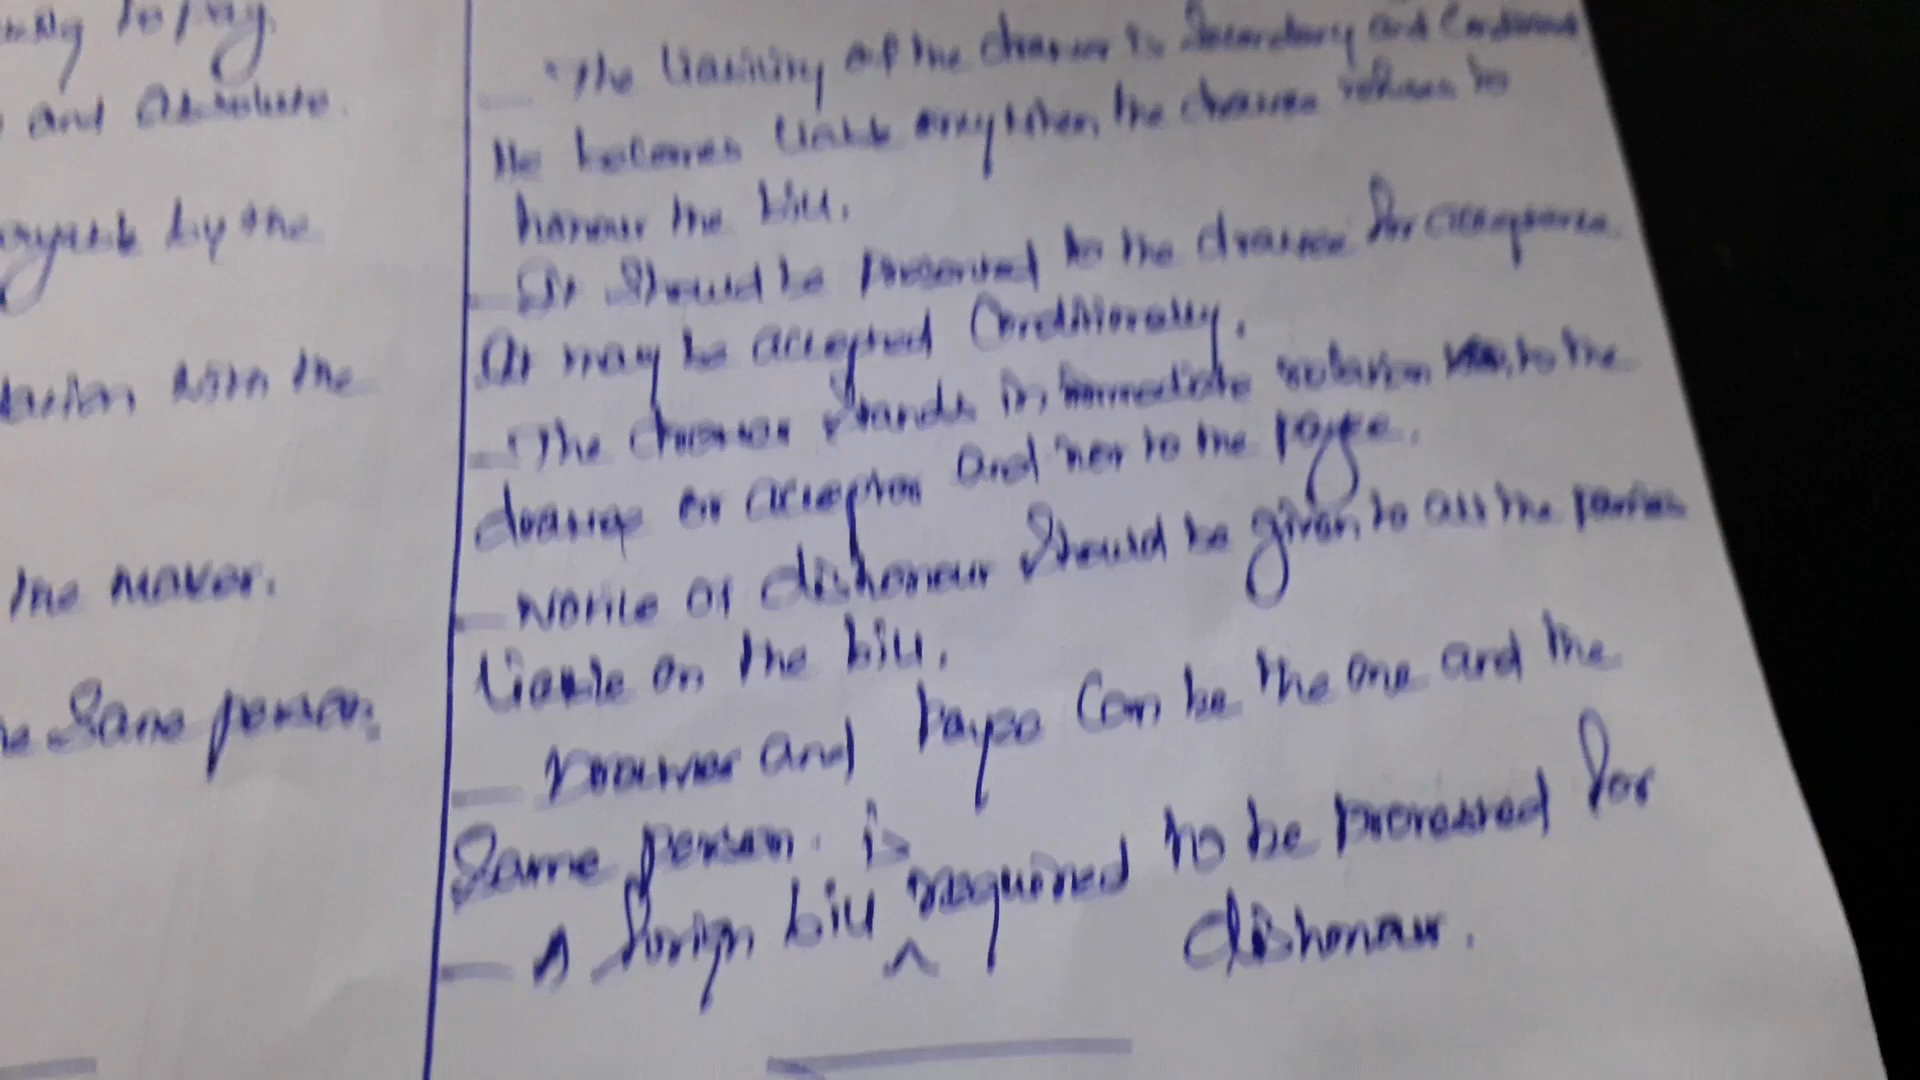 to pay.
and absolute.
by the
with the
the maker.
Same person.
The liability of the drawer is Secondary and Conditional
He becomes liable only when the drawee refuses to
honour the bill.
It Should be presented to the drawee for acceptance
It may be accepted Conditionally.
The drawer stands in immediate relation to the
drawee or acceptor and not to the payee.
Notice of dishonour Should be given to all the parties
liable on the bill.
Drawer and Payee Can be the one and the
Same person.
A forign bill is required to be protested for
dishonour.